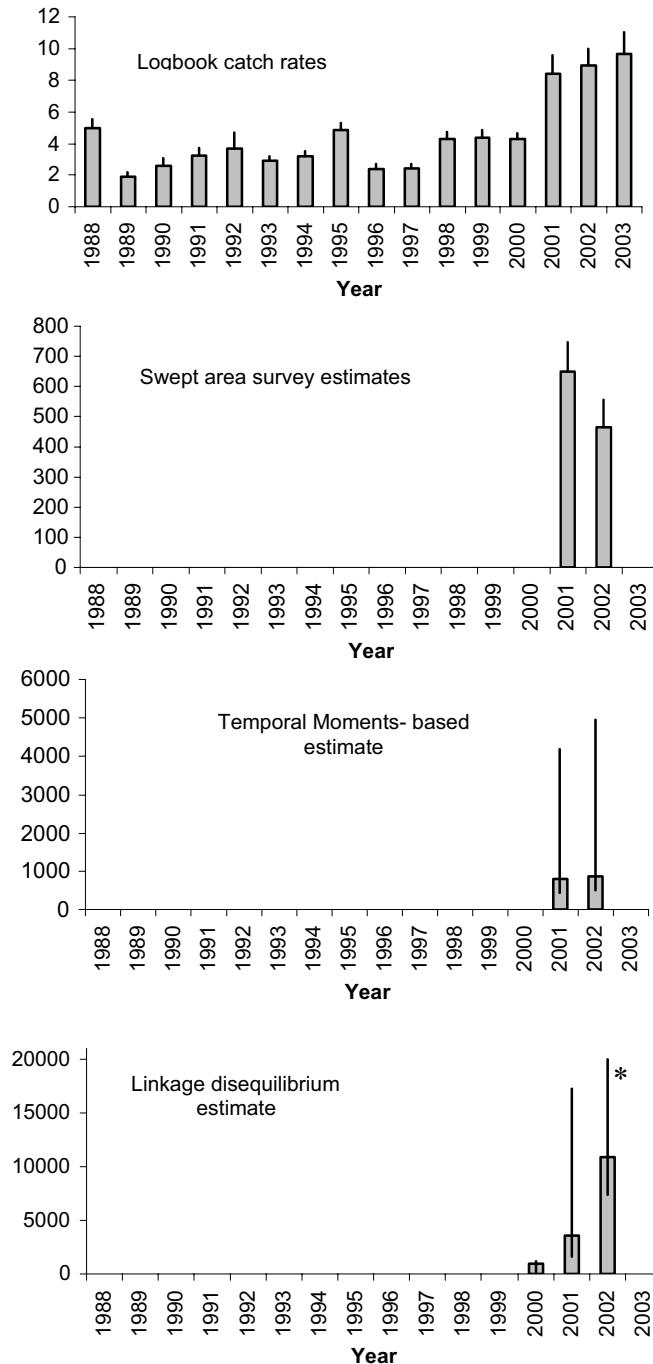 12
10
8
6
4
2
0
Logbook catch rates
1988 1989 1990 1991 1992 1993 1994 1995 1996 1997 1998 1999 2000 2001 2002 2003
Year
800
700
600
500
400
300
200
100
0
Swept area survey estimates
1988 1989 1990 1991 1992 1993 1994 1995 1996 1997 1998 1999 2000 2001 2002 2003
Year
6000
5000
4000
3000
2000
1000
0
Temporal Moments- based
estimate
1988 1989 1990 1991 1992 1993 1994 1995 1996 1997 1998 1999 2000 2001 2002 2003
Year
20000
15000
10000
5000
0
Linkage disequilibrium
estimate
*
1988 1989 1990 1991 1992 1993 1994 1995 1996 1997 1998 1999 2000 2001 2002 2003
Year